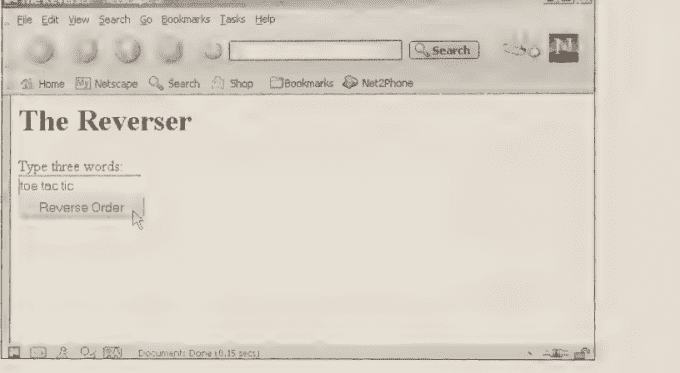 File Edit View Search Go Bookmarks Tasks Help
Search N
Home My Netscape Search Shop Bookmarks Net2Phone
The Reverser
Type three words:
toe tac tic
Reverse Order
Document: Done (0.15 secs)